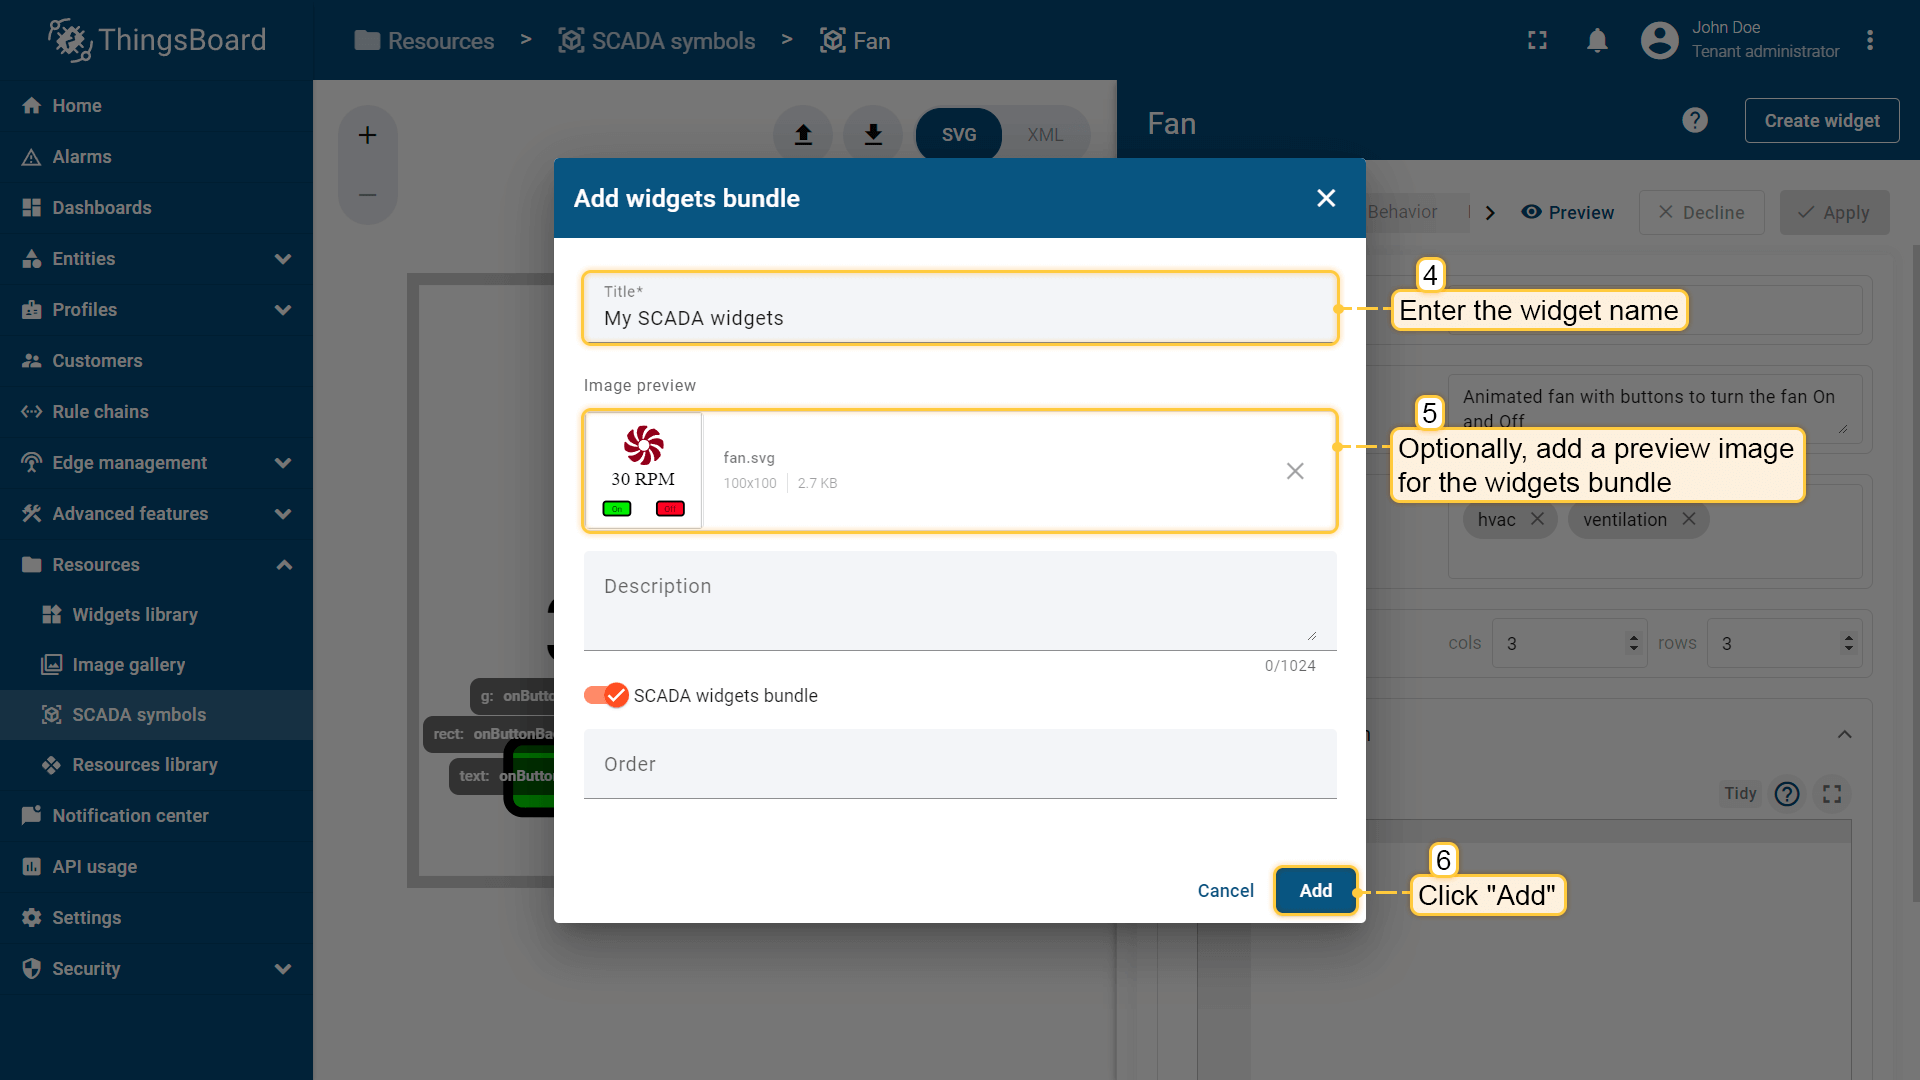 ThingsBoard
Resources > SCADA symbols > Fan
John Doe
Tenant administrator
Home
Alarms
Dashboards
Entities
Profiles
Customers
Rule chains
Edge management
Advanced features
Resources
Widgets library
Image gallery
SCADA symbols
Resources library
Notification center
API usage
Settings
Security
SVG XML
Fan
Create widget
Behavior
Preview
Decline
Apply
Add widgets bundle
Title*
My SCADA widgets
Image preview
30 RPM
On Off
fan.svg
100x100 2.7 KB
Description
0/1024
SCADA widgets bundle
Order
Cancel Add
4
Enter the widget name
Animated fan with buttons to turn the fan On
and Off
5
Optionally, add a preview image
for the widgets bundle
hvac ventilation
cols 3 rows 3
Tidy
6
Click "Add"
g: onButto
rect: onButtonBa
text: onButton